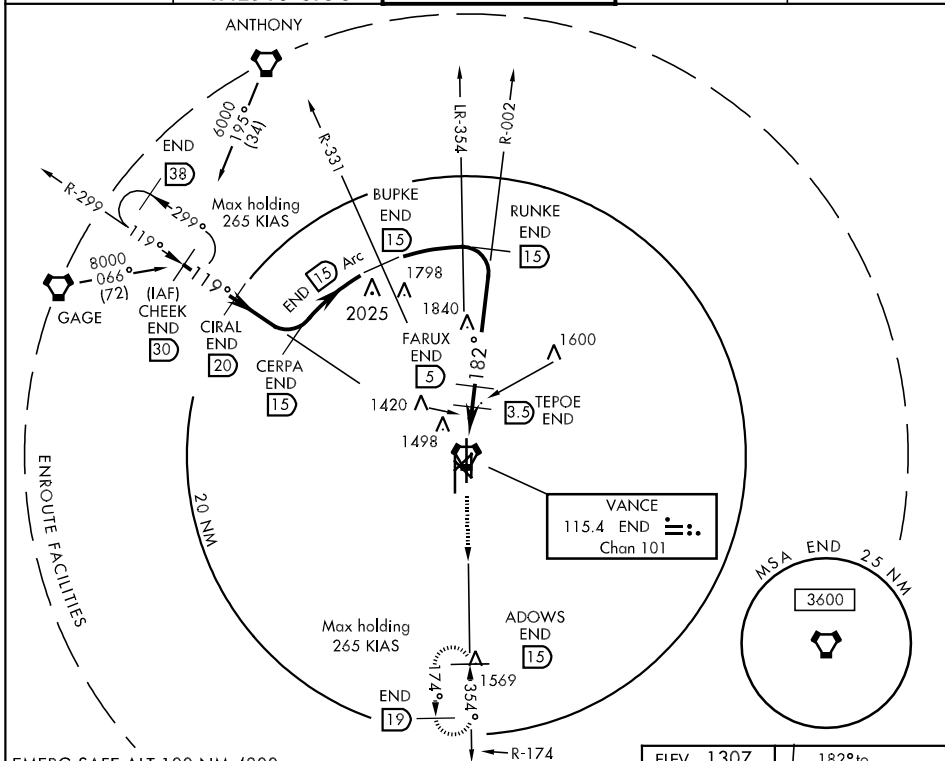 ANTHONY
6000
195°
(34)
END
38
R-299
299°
119°
Max holding
265 KIAS
R-331
LR-354
R-002
BUPKE
END
15
RUNKE
END
15
8000
066°
(72)
GAGE
(IAF)
CHEEK
END
30
119°
CIRAL
END
20
END 15 Arc
CERPA
END
15
2025
1798
1840
FARUX
END
5
182°
1600
TEPOE
END
3.5
1420
1498
VANCE
115.4 END
Chan 101
ENROUTE FACILITIES
20 NM
MSA END 25 NM
3600
Max holding
265 KIAS
ADOWS
END
15
1569
174°
354°
END
19
R-174
ELEV 1307
182° to